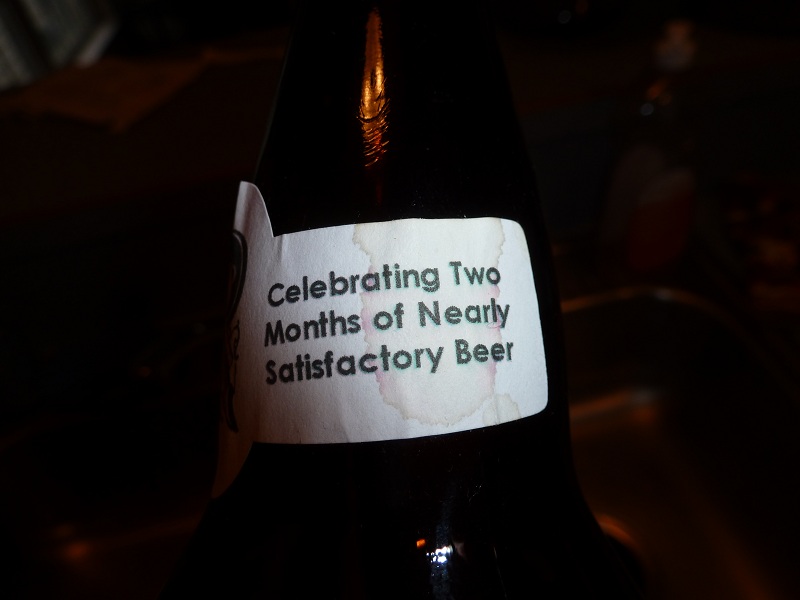 Celebrating Two
Months of Nearly
Satisfactory Beer